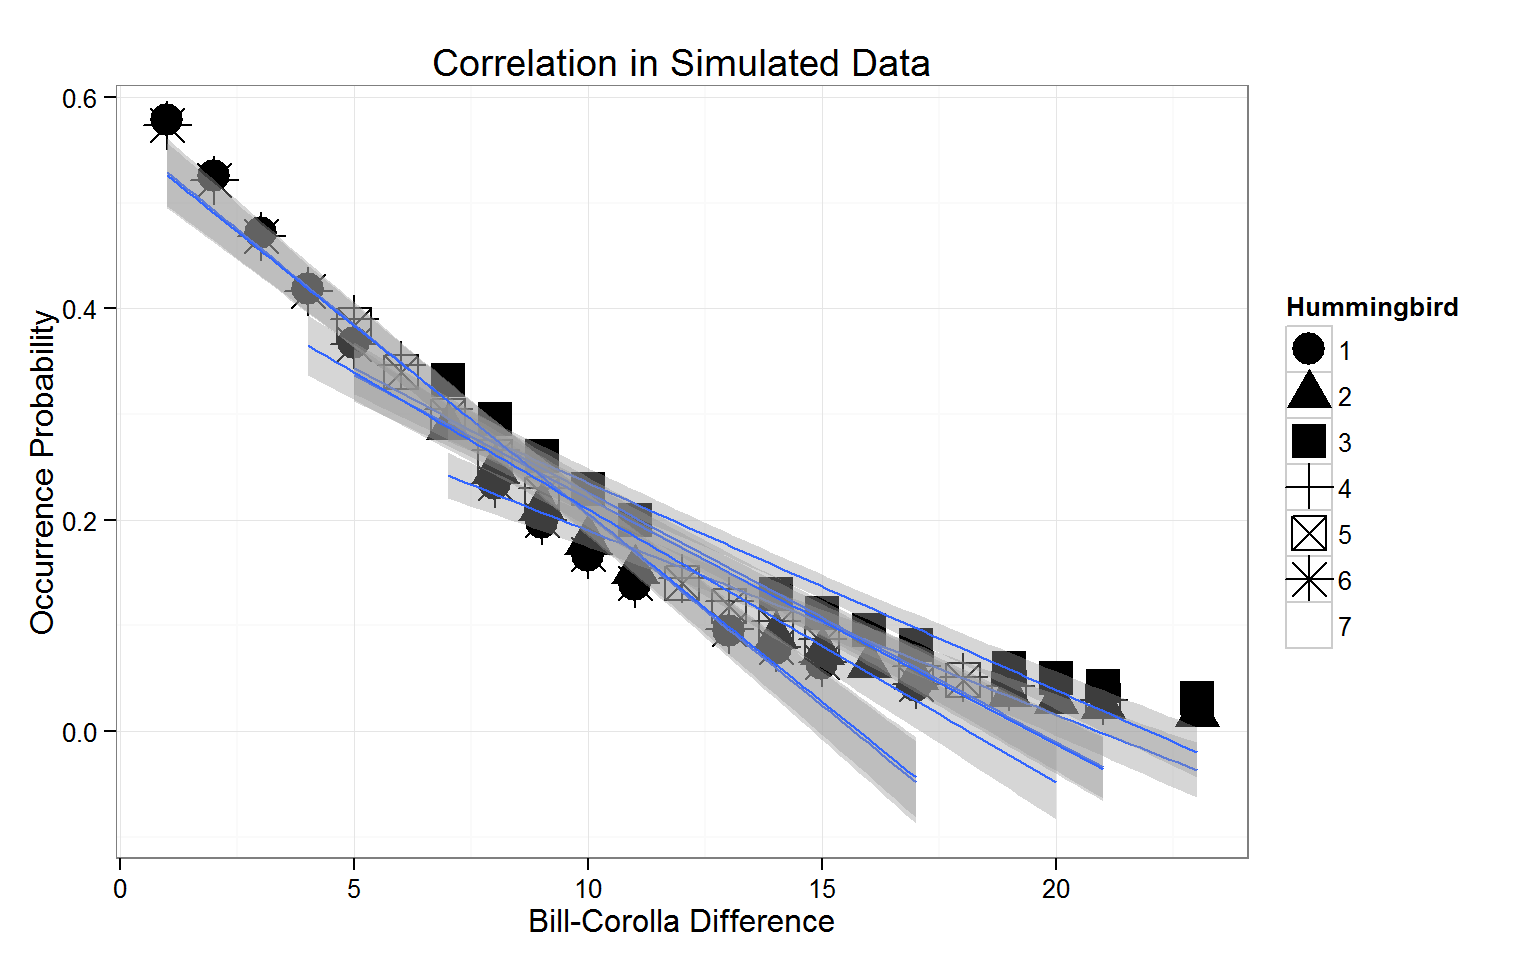 Correlation in Simulated Data
0.6
0.4
0.2
0.0
Occurrence Probability
0 5 10 15 20
Bill-Corolla Difference
Hummingbird
1
2
3
4
5
6
7